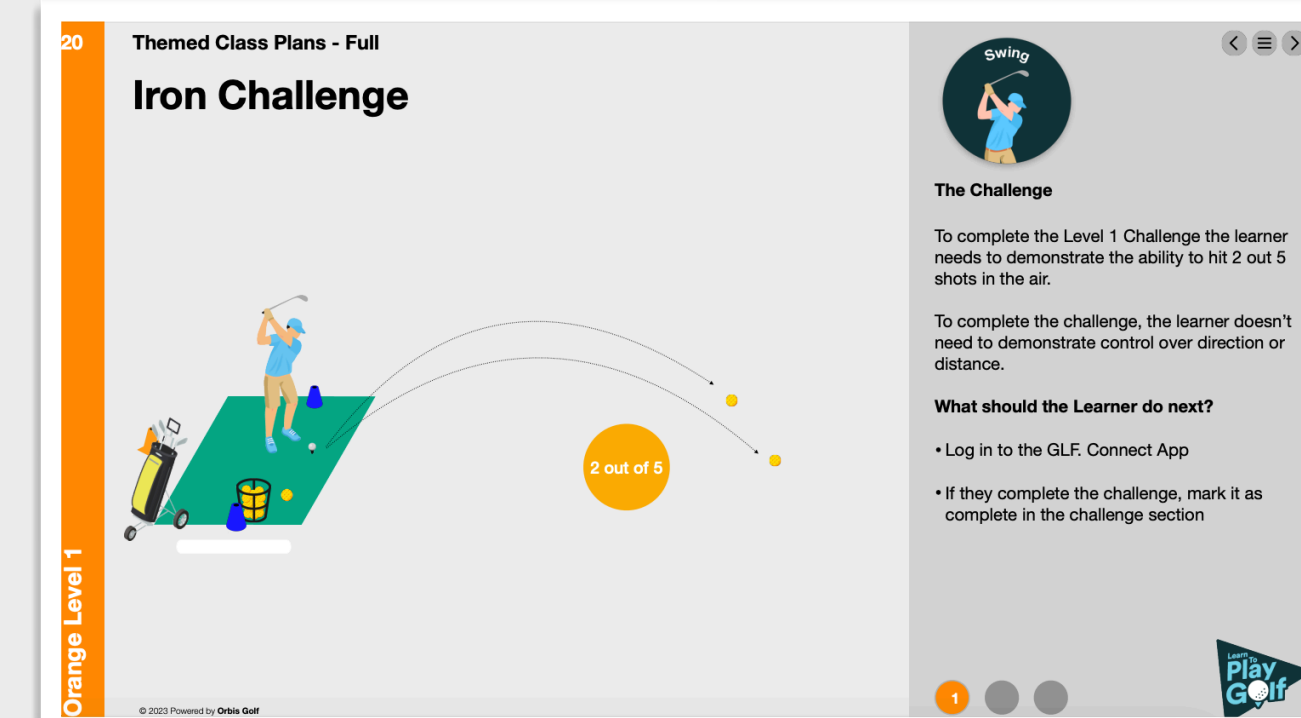 20
Themed Class Plans - Full
Iron Challenge
2 out of 5
Orange Level 1
© 2023 Powered by Orbis Golf
Swing
The Challenge
To complete the Level 1 Challenge the learner
needs to demonstrate the ability to hit 2 out 5
shots in the air.
To complete the challenge, the learner doesn’t
need to demonstrate control over direction or
distance.
What should the Learner do next?
• Log in to the GLF. Connect App
• If they complete the challenge, mark it as
complete in the challenge section
1
Learn To
Play
Golf